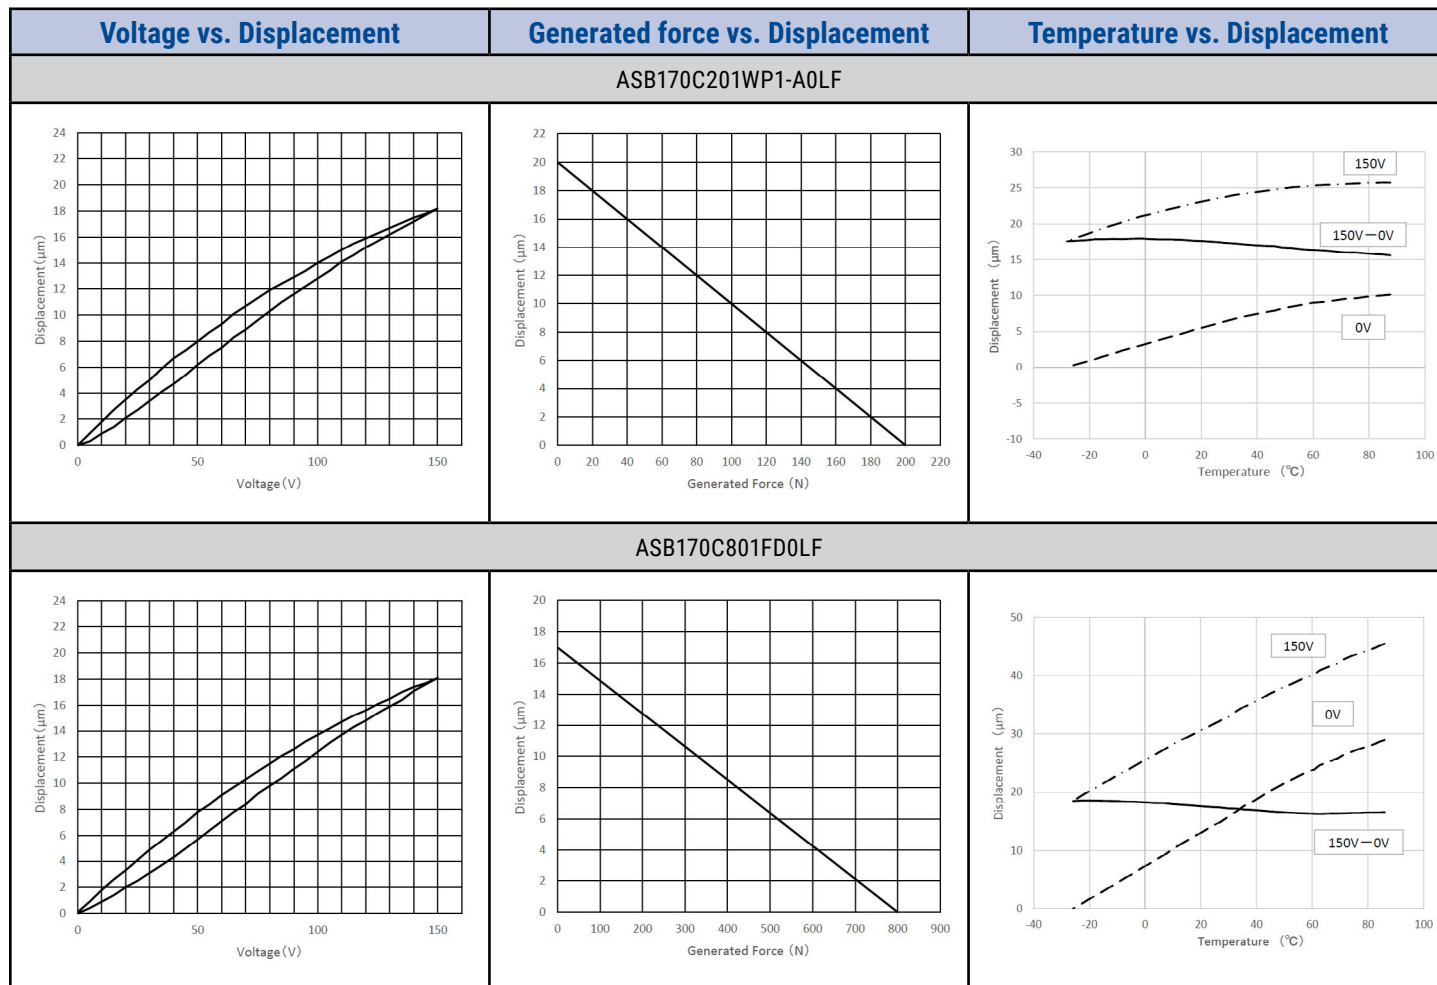 Voltage vs. Displacement
Generated force vs. Displacement
Temperature vs. Displacement
ASB170C201WP1-A0LF
24
22
20
18
16
14
12
10
8
6
4
2
0
Displacement(μm)
0 50 100 150
Voltage(V)
22
20
18
16
14
12
10
8
6
4
2
0
Displacement (μm)
0 20 40 60 80 100 120 140 160 180 200 220
Generated Force (N)
30
25
20
15
10
5
0
-5
-10
Displacement (μm)
150V
150V−0V
0V
-40 -20 0 20 40 60 80 100
Temperature (℃)
ASB170C801FD0LF
24
22
20
18
16
14
12
10
8
6
4
2
0
Displacement(μm)
0 50 100 150
Voltage(V)
20
18
16
14
12
10
8
6
4
2
0
Displacement (μm)
0 100 200 300 400 500 600 700 800 900
Generated Force (N)
50
40
30
20
10
0
Displacement (μm)
150V
0V
150V−0V
-40 -20 0 20 40 60 80 100
Temperature (℃)